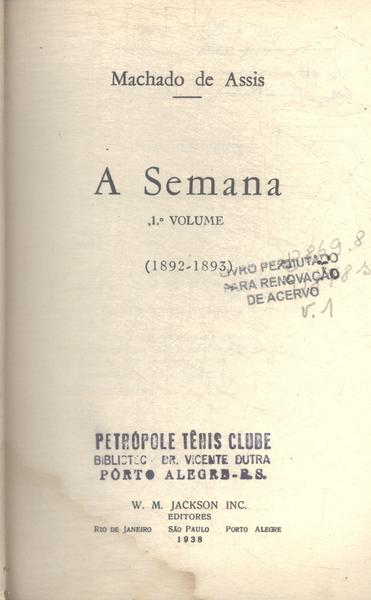 Machado de Assis
A Semana
1.º VOLUME
(1892-1893)
LIVRO PERMUTADO
PARA RENOVAÇÃO
DE ACERVO
v. 1
PETRÓPOLE TÊNIS CLUBE
BIBLIOTEC DR. VICENTE DUTRA
PÔRTO ALEGRE-R.S.
W. M. JACKSON INC.
EDITORES
RIO DE JANEIRO SÃO PAULO PORTO ALEGRE
1938